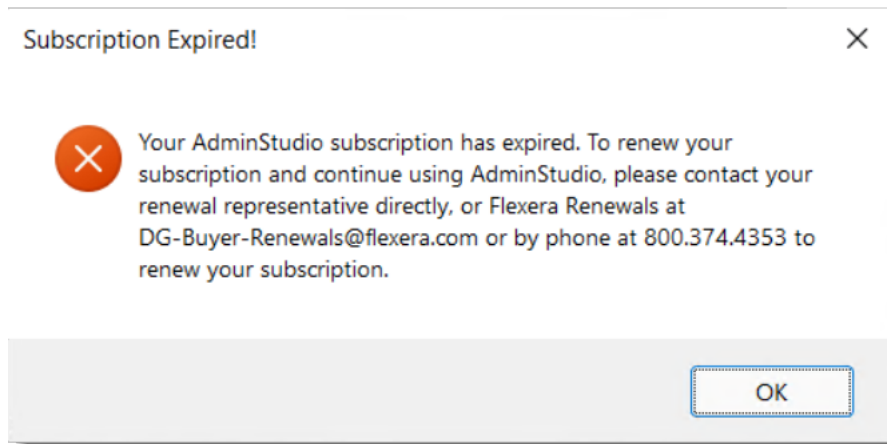 Subscription Expired!
Your AdminStudio subscription has expired. To renew your
subscription and continue using AdminStudio, please contact your
renewal representative directly, or Flexera Renewals at
DG-Buyer-Renewals@flexera.com or by phone at 800.374.4353 to
renew your subscription.
OK